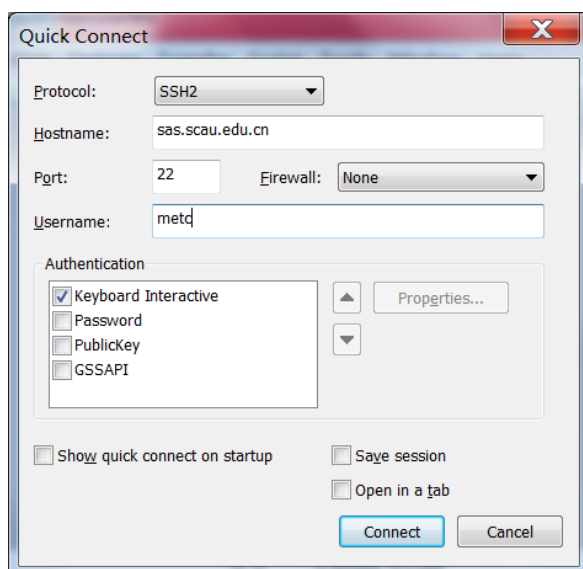 Quick Connect
Protocol: SSH2
Hostname: sas.scau.edu.cn
Port: 22 Firewall: None
Username: metc
Authentication
Keyboard Interactive
Properties...
Password
PublicKey
GSSAPI
Show quick connect on startup Save session
Open in a tab
Connect Cancel